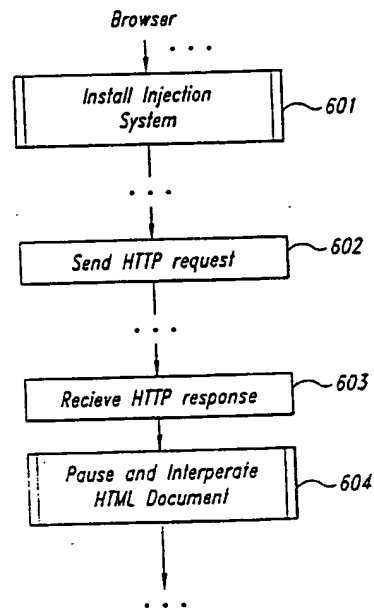 Browser
. . .
Install Injection
System
601
. . .
Send HTTP request
602
. . .
Recieve HTTP response
603
Pause and Interperate
HTML Document
604
. . .